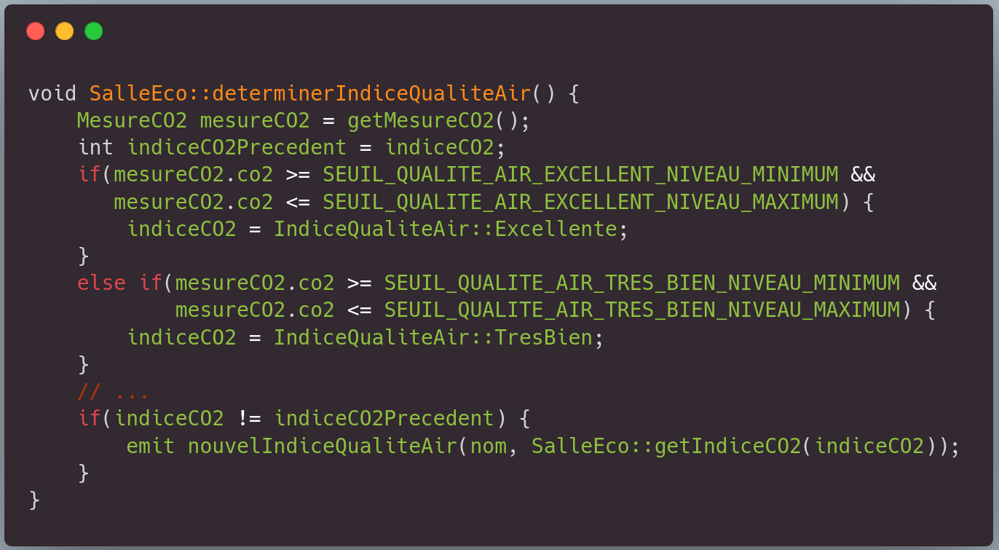 void SalleEco::determinerIndiceQualiteAir() {
    MesureCO2 mesureCO2 = getMesureCO2();
    int indiceCO2Precedent = indiceCO2;
    if(mesureCO2.co2 >= SEUIL_QUALITE_AIR_EXCELLENT_NIVEAU_MINIMUM &&
       mesureCO2.co2 <= SEUIL_QUALITE_AIR_EXCELLENT_NIVEAU_MAXIMUM) {
        indiceCO2 = IndiceQualiteAir::Excellente;
    }
    else if(mesureCO2.co2 >= SEUIL_QUALITE_AIR_TRES_BIEN_NIVEAU_MINIMUM &&
            mesureCO2.co2 <= SEUIL_QUALITE_AIR_TRES_BIEN_NIVEAU_MAXIMUM) {
        indiceCO2 = IndiceQualiteAir::TresBien;
    }
    // ...
    if(indiceCO2 != indiceCO2Precedent) {
        emit nouvelIndiceQualiteAir(nom, SalleEco::getIndiceCO2(indiceCO2));
    }
}